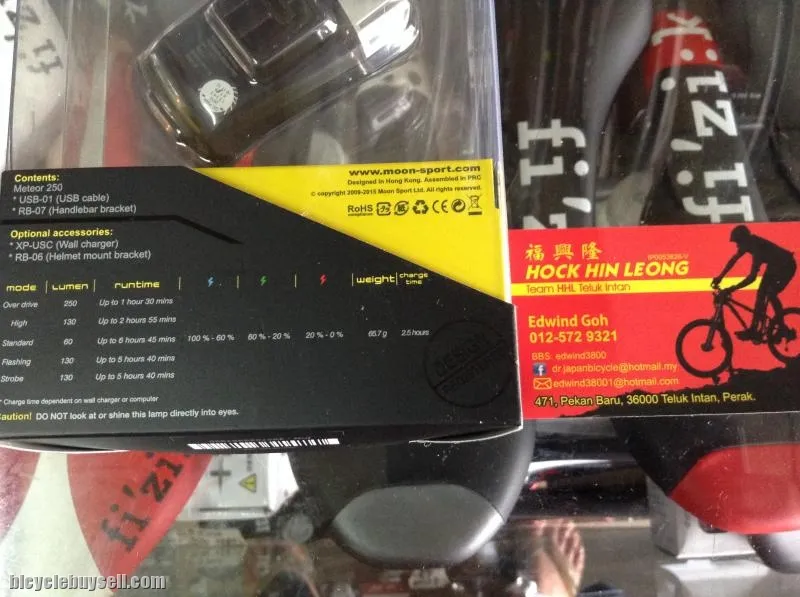 fi'zi:k
Contents:
Meteor 250
* USB-01 (USB cable)
* RB-07 (Handlebar bracket)
Optional accessories:
* XP-USC (Wall charger)
* RB-06 (Helmet mount bracket)
www.moon-sport.com
Designed in Hong Kong. Assembled in PRC
© copyright 2009-2015 Moon Sport Ltd. All rights reserved.
RoHS
compliance
CE
mode lumen runtime weight charge time
Over drive 250 Up to 1 hour 30 mins
High 130 Up to 2 hours 55 mins
Standard 60 Up to 6 hours 45 mins 100 % - 60 % 60 % - 20 % 20 % - 0 % 65.7 g 2.5 hours
Flashing 130 Up to 5 hours 40 mins
Strobe 130 Up to 5 hours 40 mins
* Charge time dependent on wall charger or computer
Caution! DO NOT look at or shine this lamp directly into eyes.
福興隆
HOCK HIN LEONG
Team HHL Teluk Intan
Edwind Goh
012-572 9321
BBS: edwind3800
f dr.japanbicycle@hotmail.my
edwind38001@hotmail.com
471, Pekan Baru, 36000 Teluk Intan, Perak.
fi'zi
bicyclebuysell.com